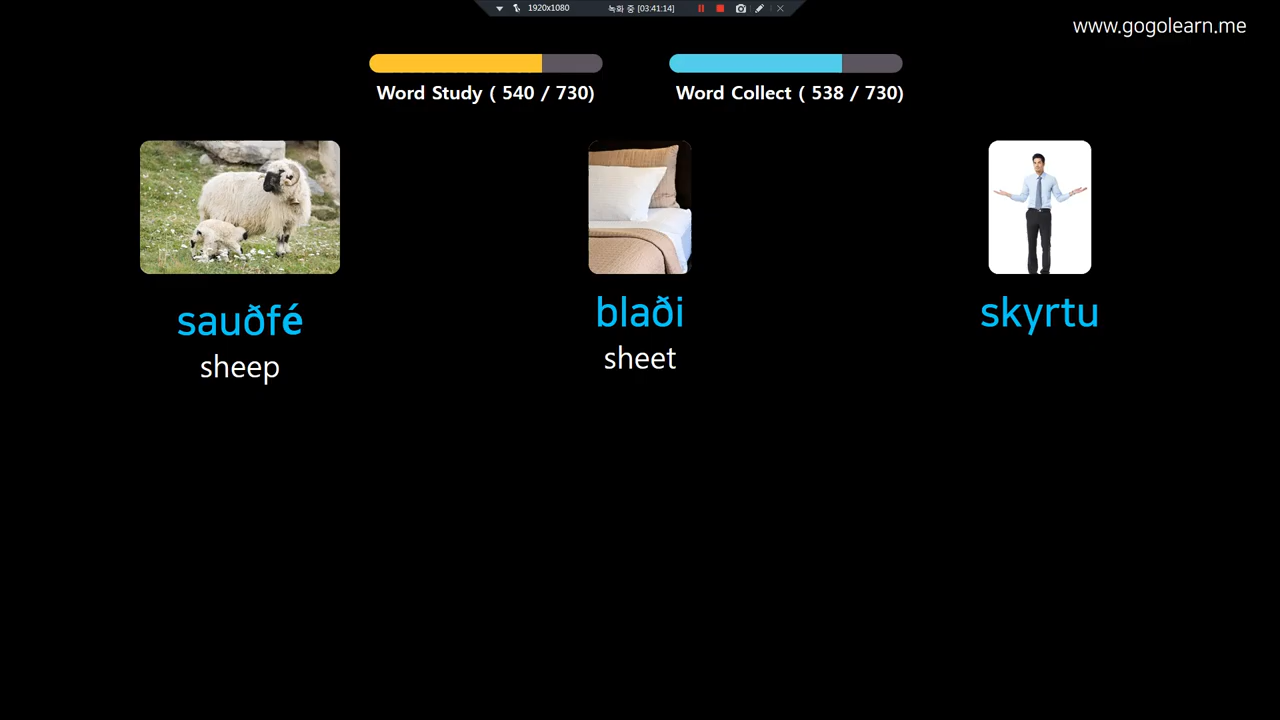 1920x1080 녹화 중 [03:41:14]
www.gogolearn.me
Word Study ( 540 / 730)
Word Collect ( 538 / 730)
sauðfé
sheep
blaði
sheet
skyrtu